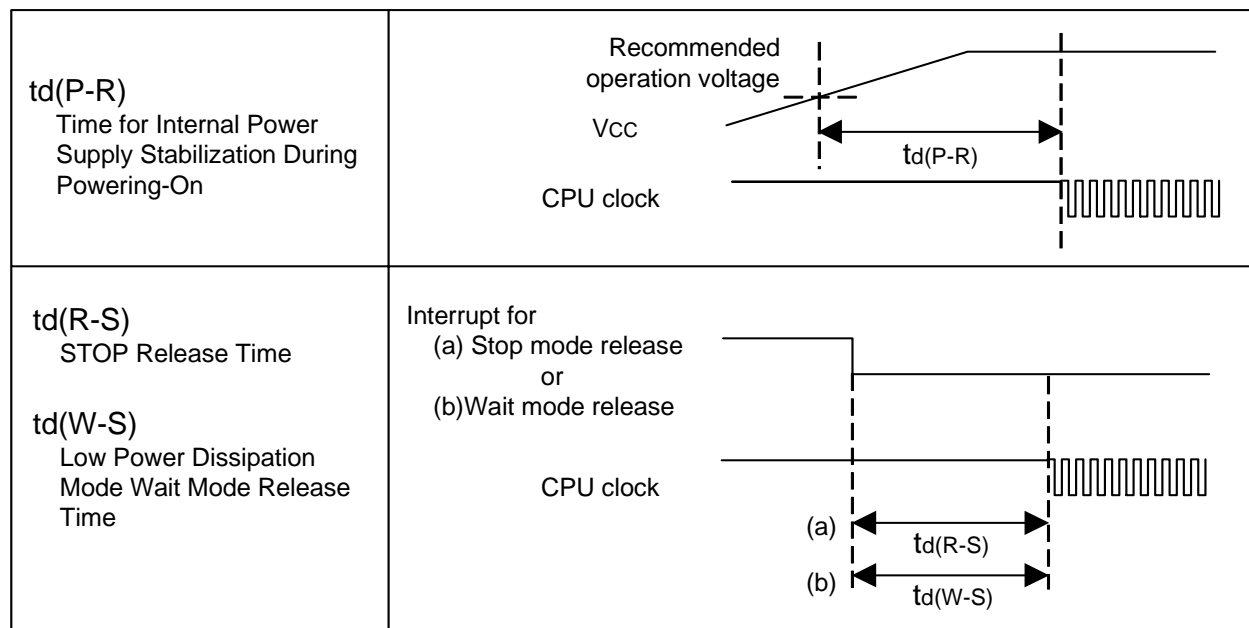 td(P-R)
Time for Internal Power
Supply Stabilization During
Powering-On
Recommended
operation voltage
VCC
td(P-R)
CPU clock
td(R-S)
STOP Release Time
td(W-S)
Low Power Dissipation
Mode Wait Mode Release
Time
Interrupt for
(a) Stop mode release
or
(b)Wait mode release
CPU clock
(a)
td(R-S)
(b)
td(W-S)